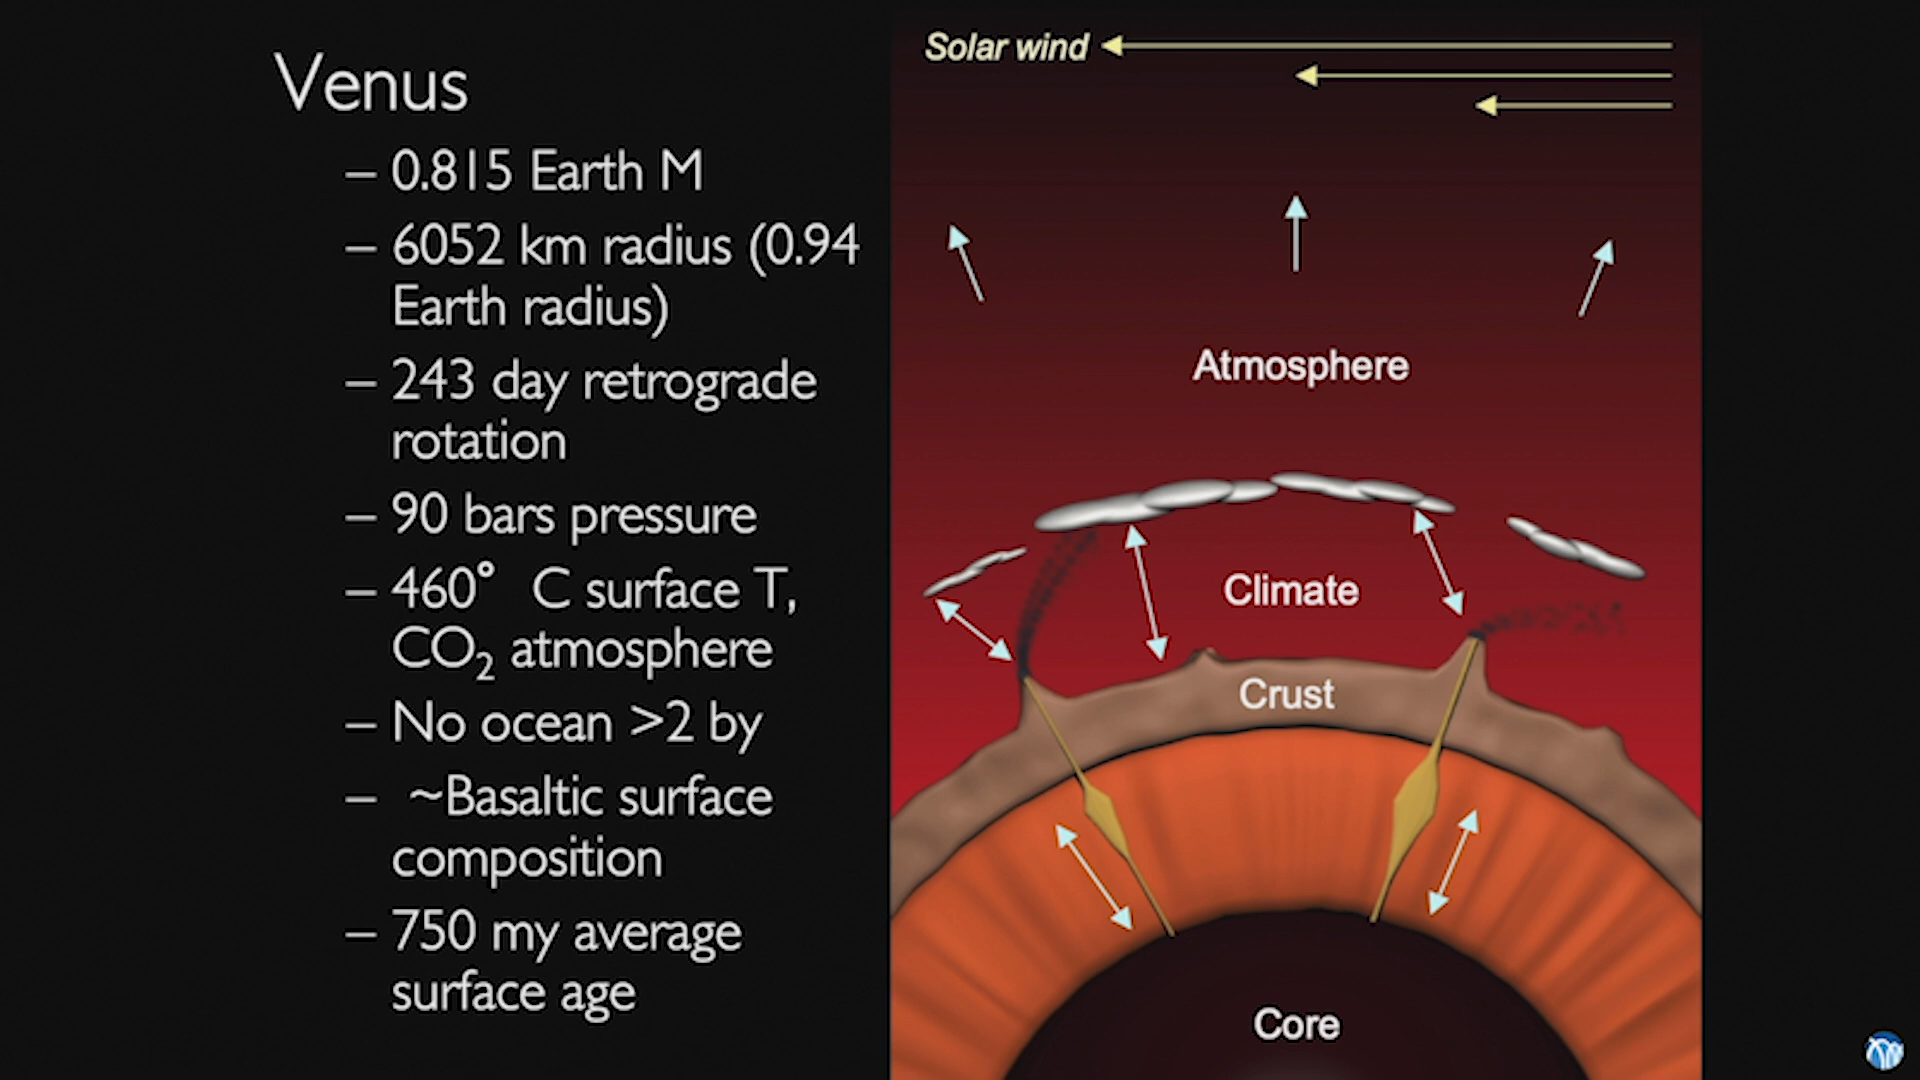 Venus
– 0.815 Earth M
– 6052 km radius (0.94
Earth radius)
– 243 day retrograde
rotation
– 90 bars pressure
– 460° C surface T,
CO₂ atmosphere
– No ocean >2 by
– ~Basaltic surface
composition
– 750 my average
surface age
Solar wind
Atmosphere
Climate
Crust
Core